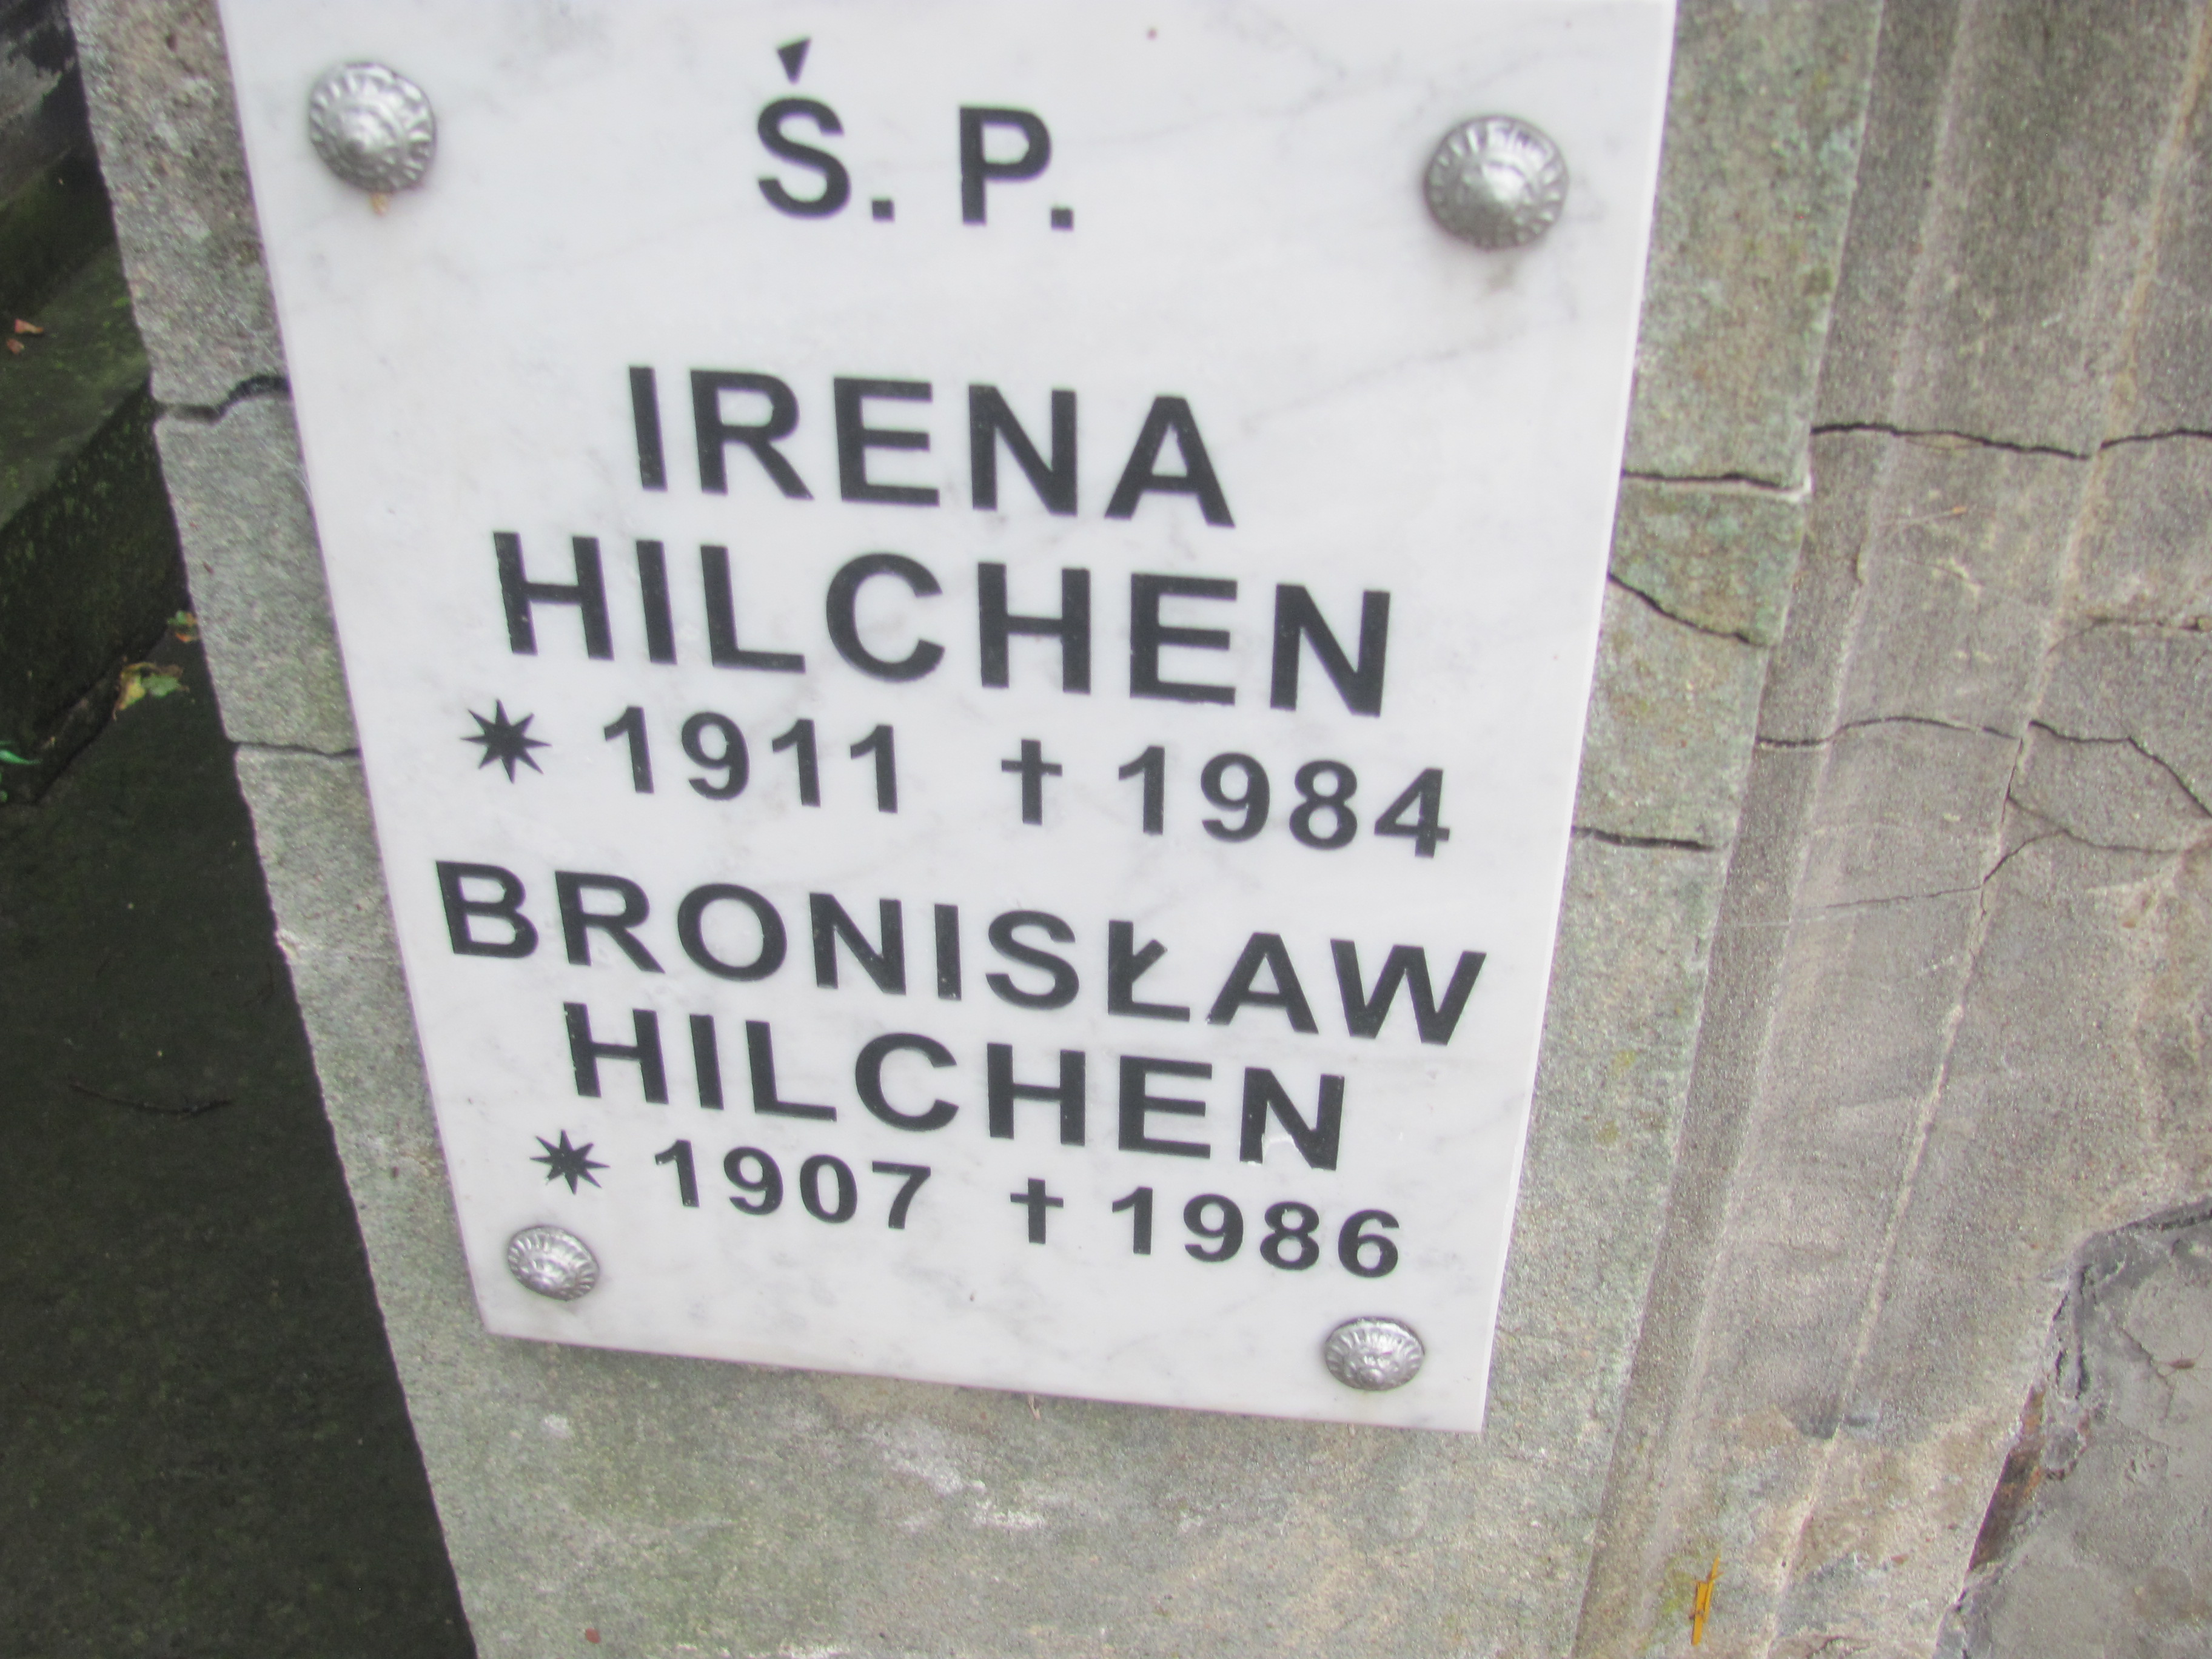 Ś. P.
IRENA
HILCHEN
* 1911 † 1984
BRONISŁAW
HILCHEN
* 1907 † 1986